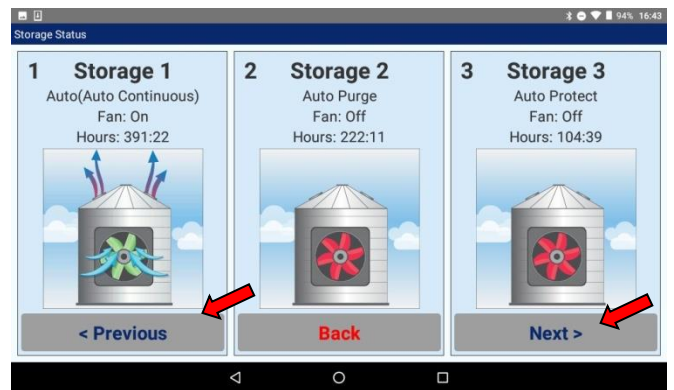 94% 16:43
Storage Status
1 Storage 1
Auto(Auto Continuous)
Fan: On
Hours: 391:22
2 Storage 2
Auto Purge
Fan: Off
Hours: 222:11
3 Storage 3
Auto Protect
Fan: Off
Hours: 104:39
< Previous
Back
Next >